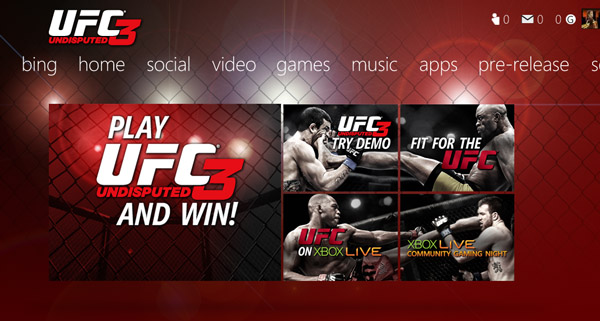 UFC 3
UNDISPUTED
0 0 0 G
bing home social video games music apps pre-release s
PLAY
UFC 3
UNDISPUTED
AND WIN!
UFC 3
TRY DEMO
FIT FOR THE
UFC
UFC
ON XBOX LIVE
XBOX LIVE
COMMUNITY GAMING NIGHT